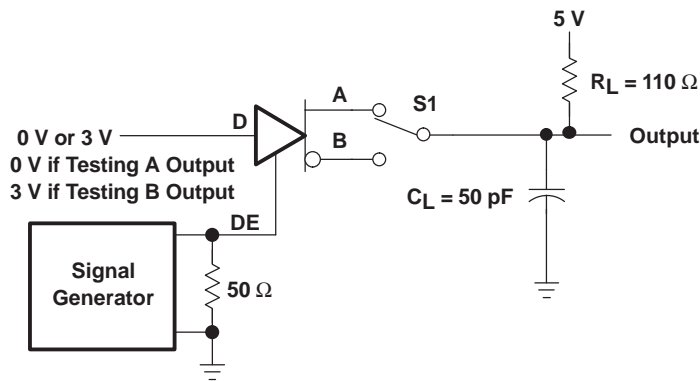 5 V
R_L = 110 Ω
A
S1
D
0 V or 3 V
B
Output
0 V if Testing A Output
3 V if Testing B Output
C_L = 50 pF
DE
Signal
Generator
50 Ω